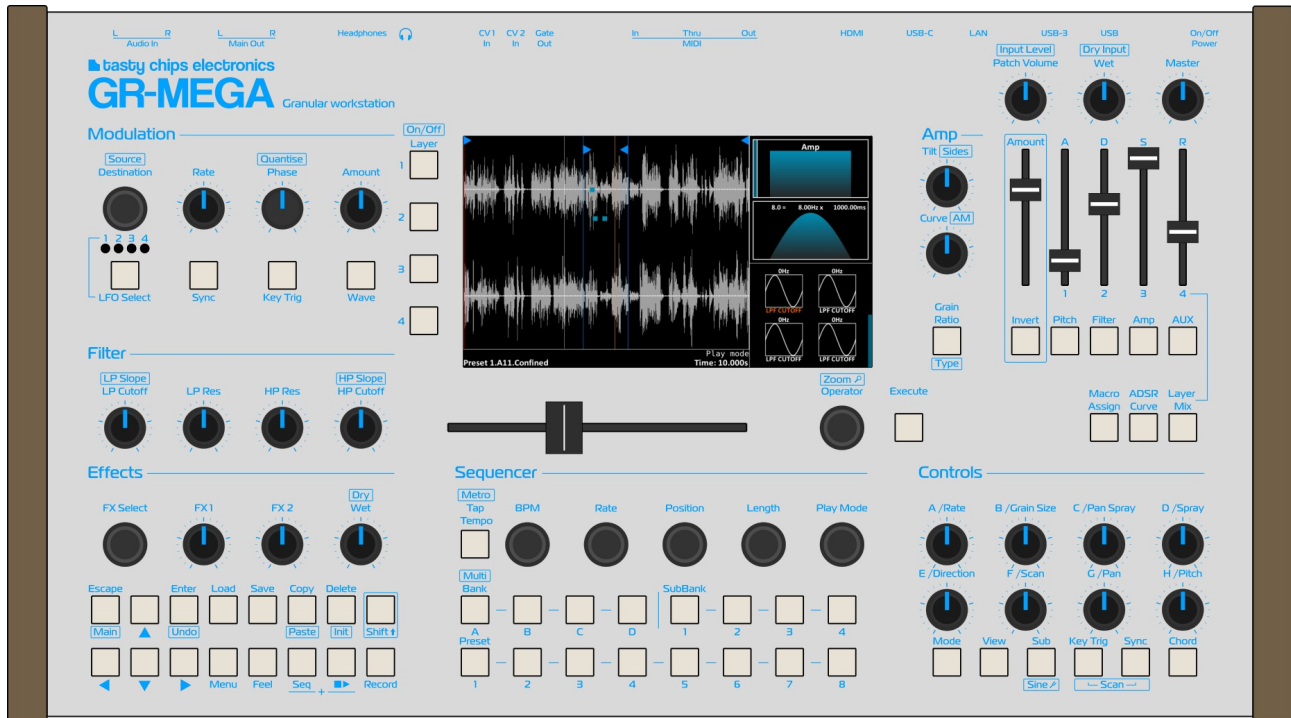 L R L R Headphones CV 1 CV 2 Gate In Thru Out HDMI USB-C LAN USB-3 USB On/Off
Audio In Main Out In In Out MIDI Power
tasty chips electronics
GR-MEGA Granular workstation
Input Level Dry Input
Patch Volume Wet Master
Modulation
Source Quantise
Destination Rate Phase Amount
1 2 3 4
LFO Select Sync Key Trig Wave
On/Off
Layer
1
2
3
4
Amp
8.0 = 8.00Hz x 1000.00ms
0Hz 0Hz
LPF CUTOFF LPF CUTOFF
0Hz 0Hz
LPF CUTOFF LPF CUTOFF
Play mode
Preset 1.A11.Confined Time: 10.000s
Amp
Tilt Sides
Curve AM
Grain
Ratio
Type
Amount A D S R
1 2 3 4
Invert Pitch Filter Amp AUX
Macro ADSR Layer
Assign Curve Mix
Filter
LP Slope HP Slope
LP Cutoff LP Res HP Res HP Cutoff
Zoom
Operator Execute
Effects
Dry
FX Select FX 1 FX 2 Wet
Escape Enter Load Save Copy Delete
Main Undo Paste Init Shift
Menu Feel Seq + Record
Sequencer
Metro
Tap
Tempo
BPM Rate Position Length Play Mode
Multi
Bank SubBank
A B C D 1 2 3 4
Preset
1 2 3 4 5 6 7 8
Controls
A /Rate B /Grain Size C /Pan Spray D /Spray
E /Direction F /Scan G /Pan H /Pitch
Mode View Sub Key Trig Sync Chord
Sine Scan